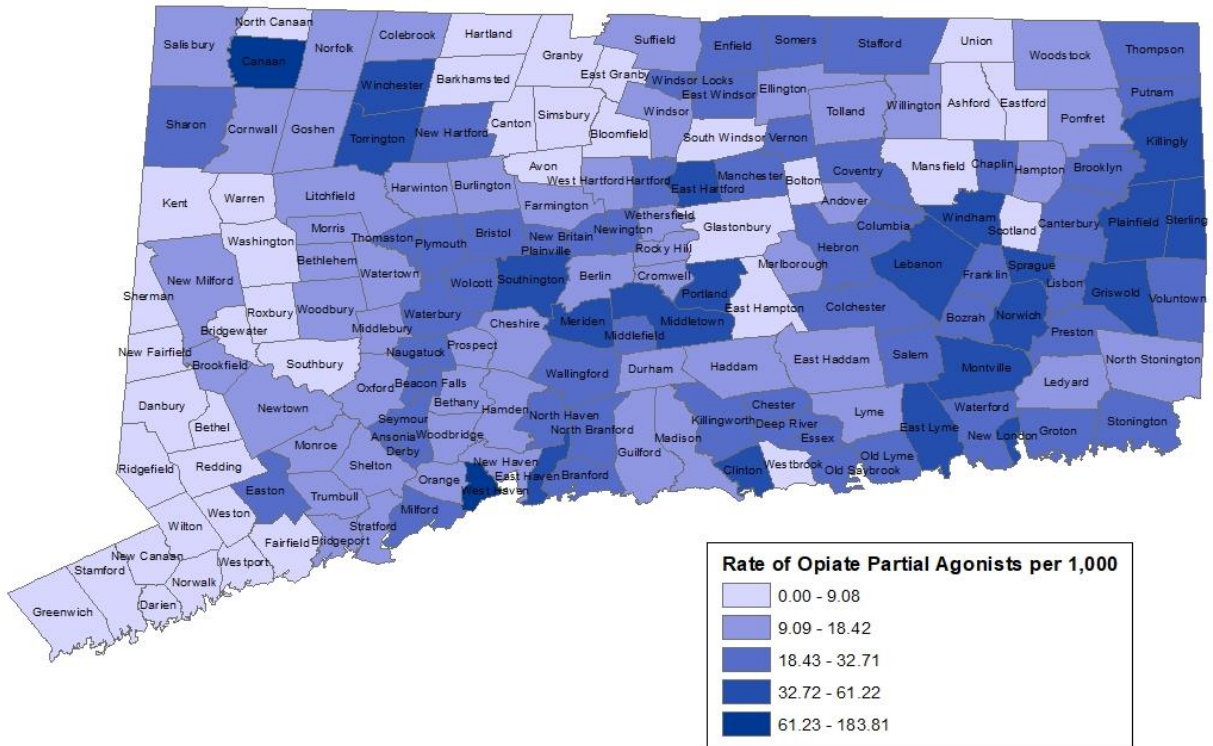 North Canaan
Salisbury
Canaan
Norfolk
Colebrook
Hartland
Granby
East Granby
Suffield
Enfield
Somers
Stafford
Union
Woodstock
Thompson
Winchester
Barkhamsted
Windsor Locks
East Windsor
Ellington
Willington
Ashford
Eastford
Putnam
Sharon
Cornwall
Goshen
Torrington
New Hartford
Canton
Simsbury
Bloomfield
Windsor
South Windsor
Vernon
Tolland
Pomfret
Killingly
Avon
West Hartford
Hartford
East Hartford
Manchester
Bolton
Coventry
Mansfield
Chaplin
Hampton
Brooklyn
Kent
Warren
Litchfield
Harwinton
Burlington
Farmington
Wethersfield
Glastonbury
Andover
Columbia
Windham
Scotland
Canterbury
Plainfield
Sterling
Washington
Morris
Bethlehem
Thomaston
Plymouth
Bristol
New Britain
Plainville
Newington
Rocky Hill
Marlborough
Hebron
Lebanon
Franklin
Sprague
Lisbon
Griswold
Voluntown
New Milford
Watertown
Wolcott
Southington
Berlin
Cromwell
Portland
East Hampton
Colchester
Bozrah
Norwich
Preston
Sherman
Roxbury
Bridgewater
Woodbury
Middlebury
Waterbury
Cheshire
Meriden
Middlefield
Middletown
New Fairfield
Brookfield
Southbury
Naugatuck
Prospect
Wallingford
Durham
Haddam
East Haddam
Salem
Montville
Ledyard
North Stonington
Danbury
Bethel
Newtown
Oxford
Beacon Falls
Bethany
Hamden
North Haven
North Branford
Killingworth
Chester
Deep River
Essex
Lyme
East Lyme
Waterford
New London
Groton
Stonington
Ridgefield
Redding
Monroe
Seymour
Ansonia
Derby
Woodbridge
Guilford
Madison
Shelton
Easton
Trumbull
Orange
New Haven
East Haven
West Haven
Branford
Clinton
Westbrook
Old Saybrook
Old Lyme
Wilton
Weston
Fairfield
Bridgeport
Stratford
Milford
New Canaan
Stamford
Norwalk
Westport
Darien
Greenwich
Rate of Opiate Partial Agonists per 1,000
0.00 - 9.08
9.09 - 18.42
18.43 - 32.71
32.72 - 61.22
61.23 - 183.81